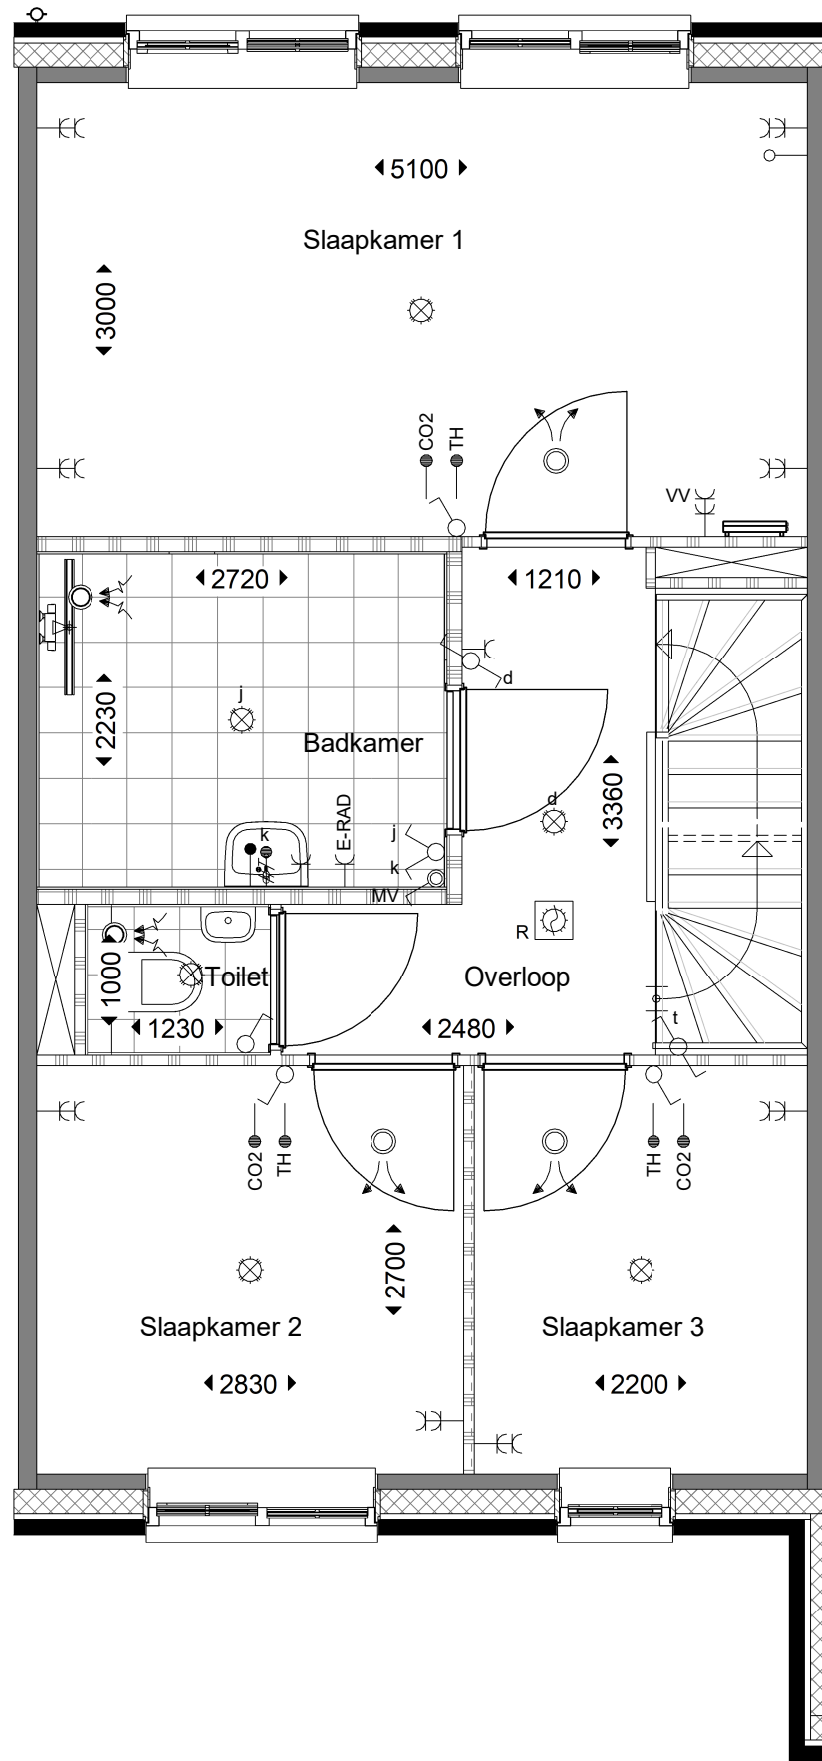 5100
Slaapkamer 1
3000
CO2
TH
VV
2720
1210
d
j
2230
Badkamer
3360
d
k
E-RAD
j
k
MV
R
1000
Toilet
Overloop
1230
2480
t
CO2
TH
TH
CO2
2700
Slaapkamer 2
Slaapkamer 3
2830
2200